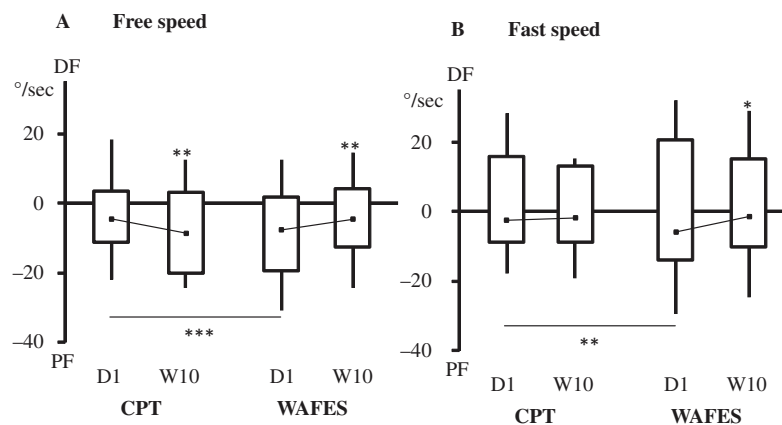 A Free speed
DF
°/sec
20
0
−20
−40
PF
**
**
***
D1 W10 D1 W10
CPT WAFES
B Fast speed
DF
°/sec
20
0
−20
−40
PF
*
**
D1 W10 D1 W10
CPT WAFES